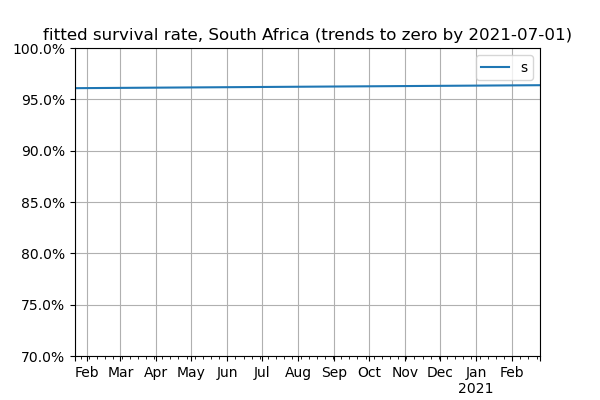 fitted survival rate, South Africa (trends to zero by 2021-07-01)
100.0%
s
95.0%
90.0%
85.0%
80.0%
75.0%
70.0%
Feb Mar Apr May Jun Jul Aug Sep Oct Nov Dec Jan Feb
2021